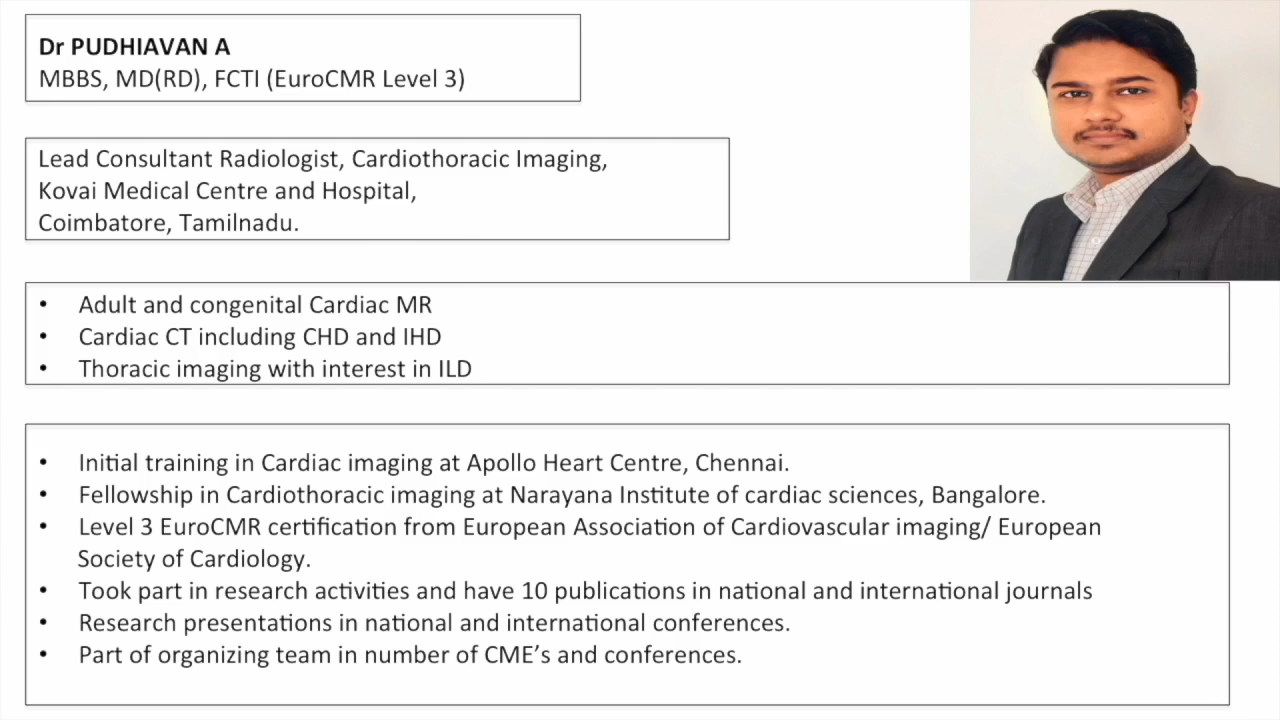 Dr PUDHIAVAN A
MBBS, MD(RD), FCTI (EuroCMR Level 3)
Lead Consultant Radiologist, Cardiothoracic Imaging,
Kovai Medical Centre and Hospital,
Coimbatore, Tamilnadu.
• Adult and congenital Cardiac MR
• Cardiac CT including CHD and IHD
• Thoracic imaging with interest in ILD
• Initial training in Cardiac imaging at Apollo Heart Centre, Chennai.
• Fellowship in Cardiothoracic imaging at Narayana Institute of cardiac sciences, Bangalore.
• Level 3 EuroCMR certification from European Association of Cardiovascular imaging/ European
Society of Cardiology.
• Took part in research activities and have 10 publications in national and international journals
• Research presentations in national and international conferences.
• Part of organizing team in number of CME’s and conferences.